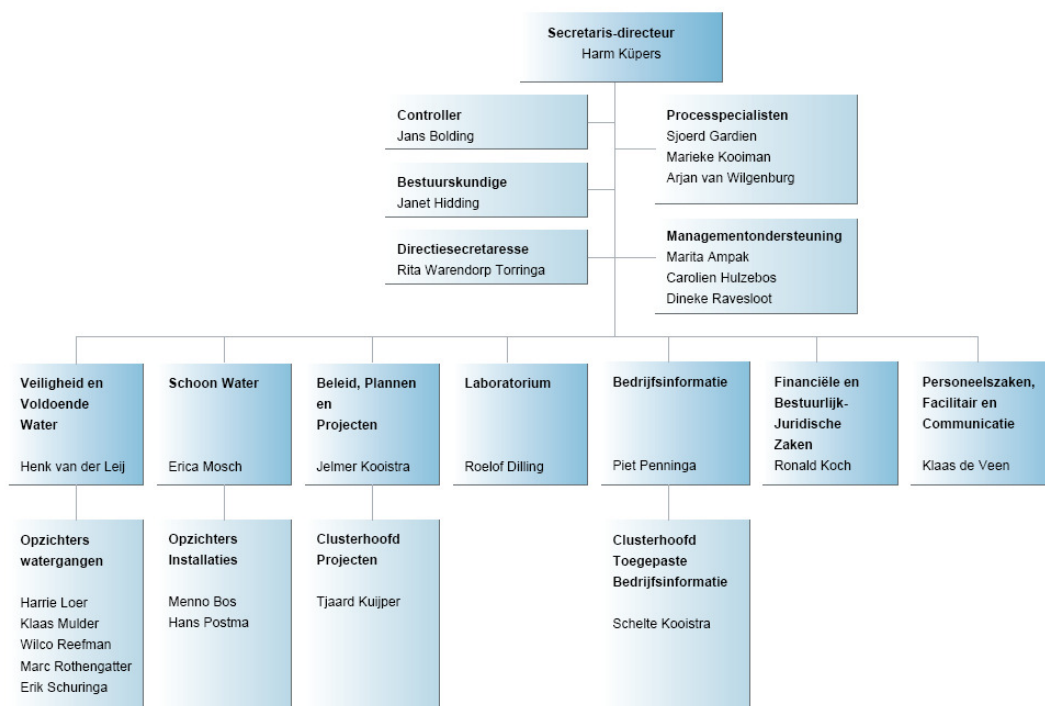 Secretaris-directeur
Harm Küpers
Controller
Jans Bolding
Processpecialisten
Sjoerd Gardien
Marieke Kooiman
Arjan van Wilgenburg
Bestuurskundige
Janet Hidding
Directiesecretaresse
Rita Warendorp Torringa
Managementondersteuning
Marita Ampak
Carolien Hulzebos
Dineke Ravesloot
Veiligheid en
Voldoende
Water
Henk van der Leij
Schoon Water
Erica Mosch
Beleid, Plannen
en
Projecten
Jelmer Kooistra
Laboratorium
Roelof Dilling
Bedrijfsinformatie
Piet Penninga
Financiële en
Bestuurlijk-
Juridische
Zaken
Ronald Koch
Personeelszaken,
Facilitair en
Communicatie
Klaas de Veen
Opzichters
watergangen
Harrie Loer
Klaas Mulder
Wilco Reefman
Marc Rothengatter
Erik Schuringa
Opzichters
Installaties
Menno Bos
Hans Postma
Clusterhoofd
Projecten
Tjaard Kuijper
Clusterhoofd
Toegepaste
Bedrijfsinformatie
Schelte Kooistra